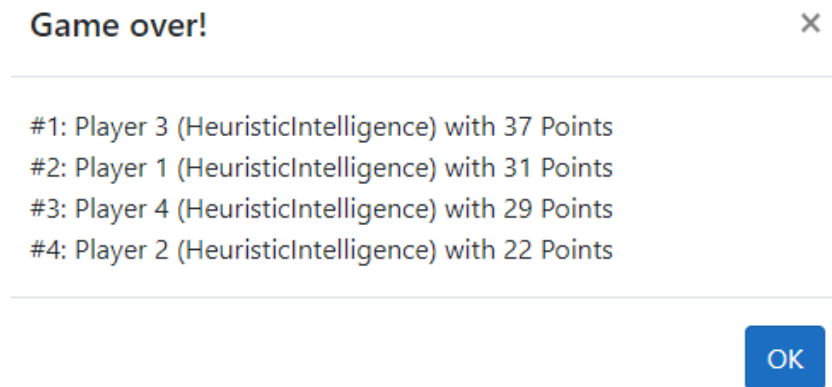 Game over!
×
#1: Player 3 (HeuristicIntelligence) with 37 Points
#2: Player 1 (HeuristicIntelligence) with 31 Points
#3: Player 4 (HeuristicIntelligence) with 29 Points
#4: Player 2 (HeuristicIntelligence) with 22 Points
OK